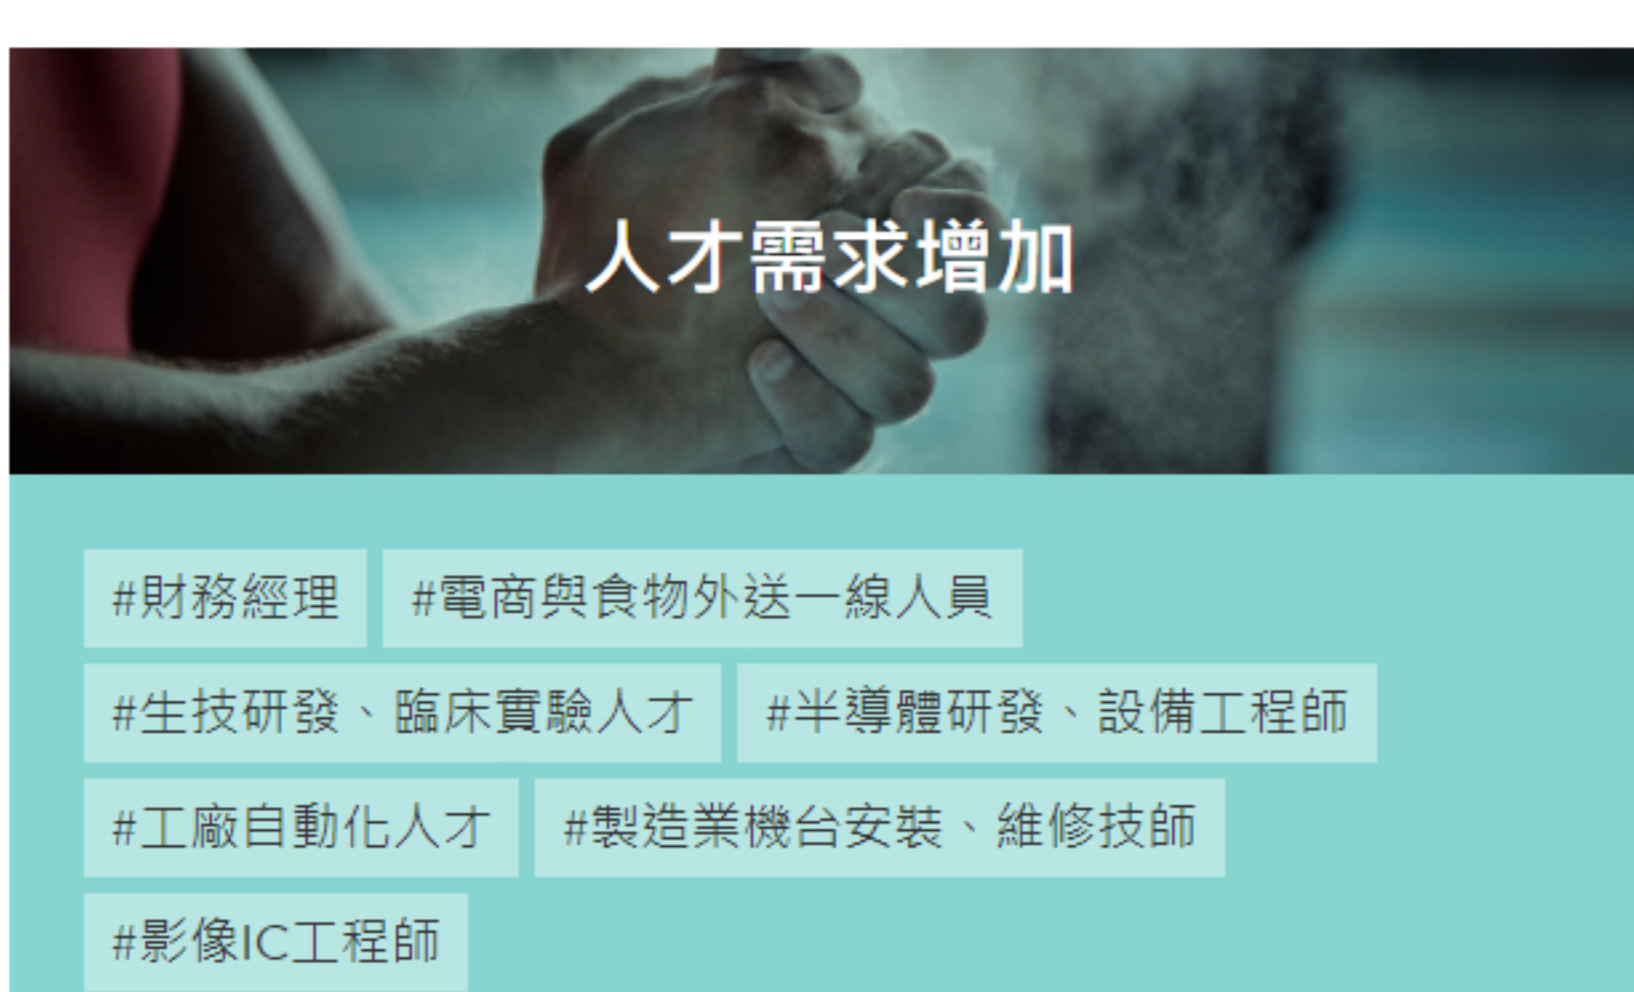 人才需求增加
#財務經理 #電商與食物外送一線人員
#生技研發、臨床實驗人才 #半導體研發、設備工程師
#工廠自動化人才 #製造業機台安裝、維修技師
#影像IC工程師